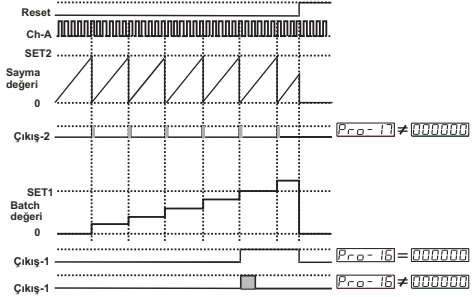 Reset
Ch-A
SET2
Sayma
değeri
0
Çıkış-2 Pro-17 ≠ 000000
SET1
Batch
değeri
0
Çıkış-1 Pro-16 = 000000
Çıkış-1 Pro-16 ≠ 000000